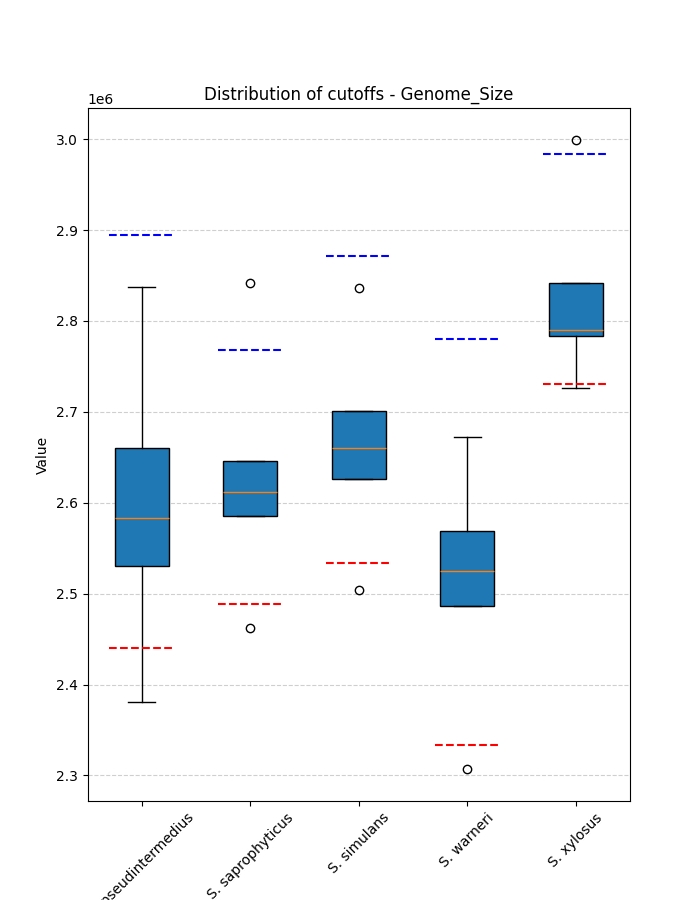 Distribution of cutoffs - Genome_Size
1e6
3.0
2.9
2.8
2.7
2.6
2.5
2.4
2.3
Value
pseudintermedius
S. saprophyticus
S. simulans
S. warneri
S. xylosus